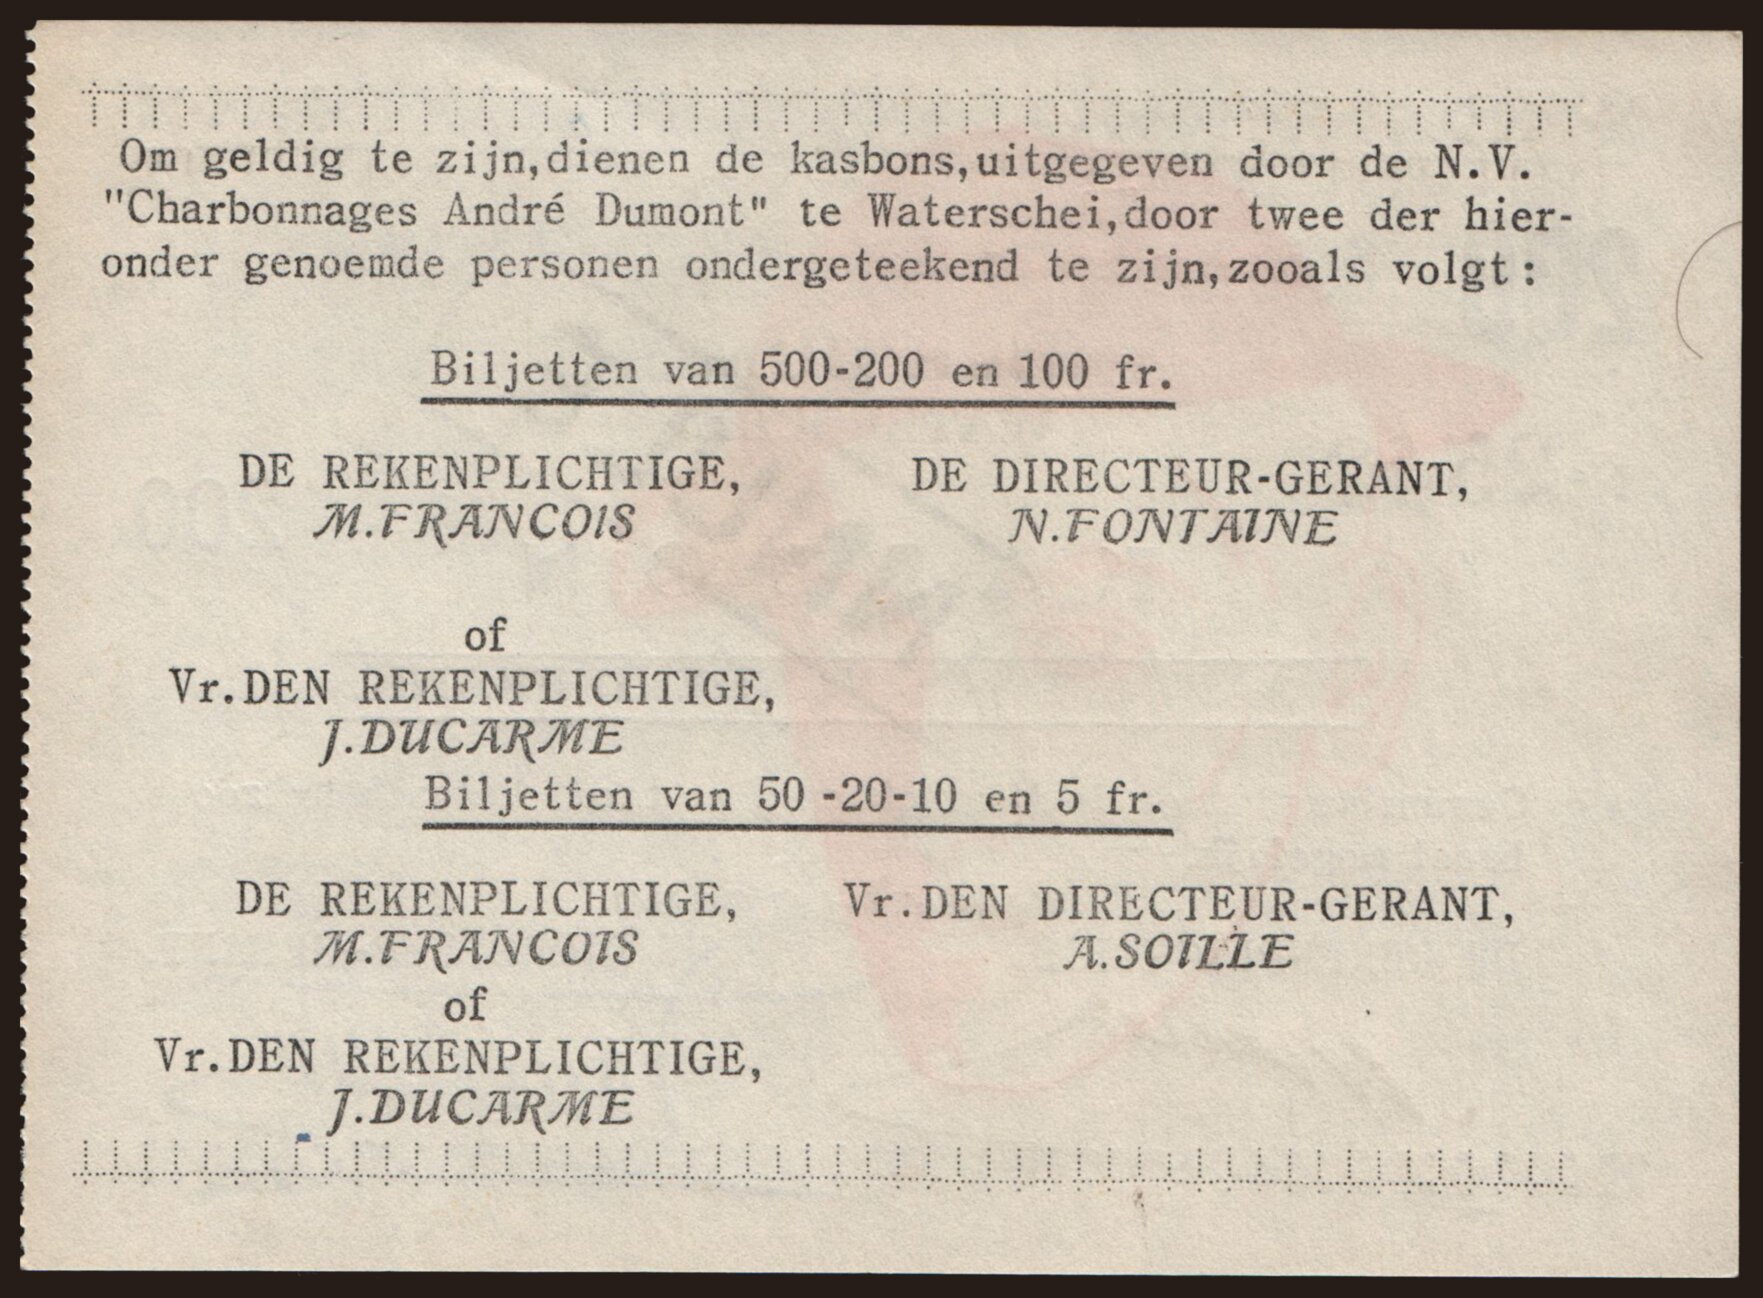 Om geldig te zijn,dienen de kasbons,uitgegeven door de N.V.
"Charbonnages André Dumont" te Waterschei,door twee der hier-
onder genoemde personen ondergeteekend te zijn,zooals volgt:
Biljetten van 500-200 en 100 fr.
DE REKENPLICHTIGE, DE DIRECTEUR-GERANT,
M.FRANCOIS N.FONTAINE
of
Vr.DEN REKENPLICHTIGE,
J.DUCARME
Biljetten van 50 -20-10 en 5 fr.
DE REKENPLICHTIGE, Vr.DEN DIRECTEUR-GERANT,
M.FRANCOIS A.SOILLE
of
Vr.DEN REKENPLICHTIGE,
J.DUCARME